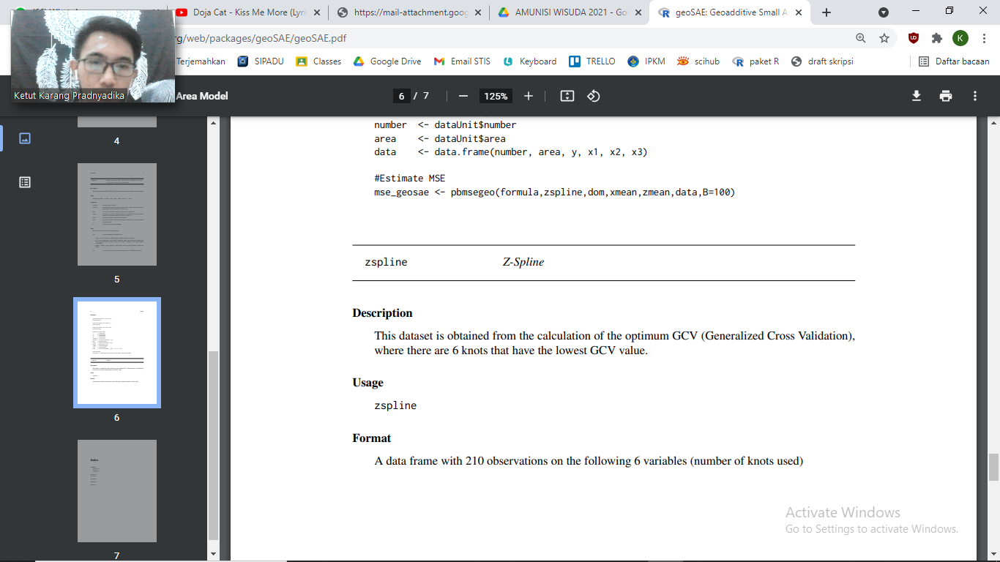 Doja Cat - Kiss Me More (Lyri
https://mail-attachment.goog
AMUNISI WISUDA 2021 - Go
geoSAE: Geoadditive Small A
rg/web/packages/geoSAE/geoSAE.pdf
K
Terjemahkan
SIPADU
Classes
Google Drive
Email STIS
Keyboard
TRELLO
IPKM
scihub
paket R
draft skripsi
Daftar bacaan
Ketut Karang Pradnyadika
Area Model
6 / 7
125%
4
5
6
7
number <- dataUnit$number
area <- dataUnit$area
data <- data.frame(number, area, y, x1, x2, x3)
#Estimate MSE
mse_geosae <- pbmsegeo(formula,zspline,dom,xmean,zmean,data,B=100)
zspline Z-Spline
Description
This dataset is obtained from the calculation of the optimum GCV (Generalized Cross Validation),
where there are 6 knots that have the lowest GCV value.
Usage
zspline
Format
A data frame with 210 observations on the following 6 variables (number of knots used)
Activate Windows
Go to Settings to activate Windows.